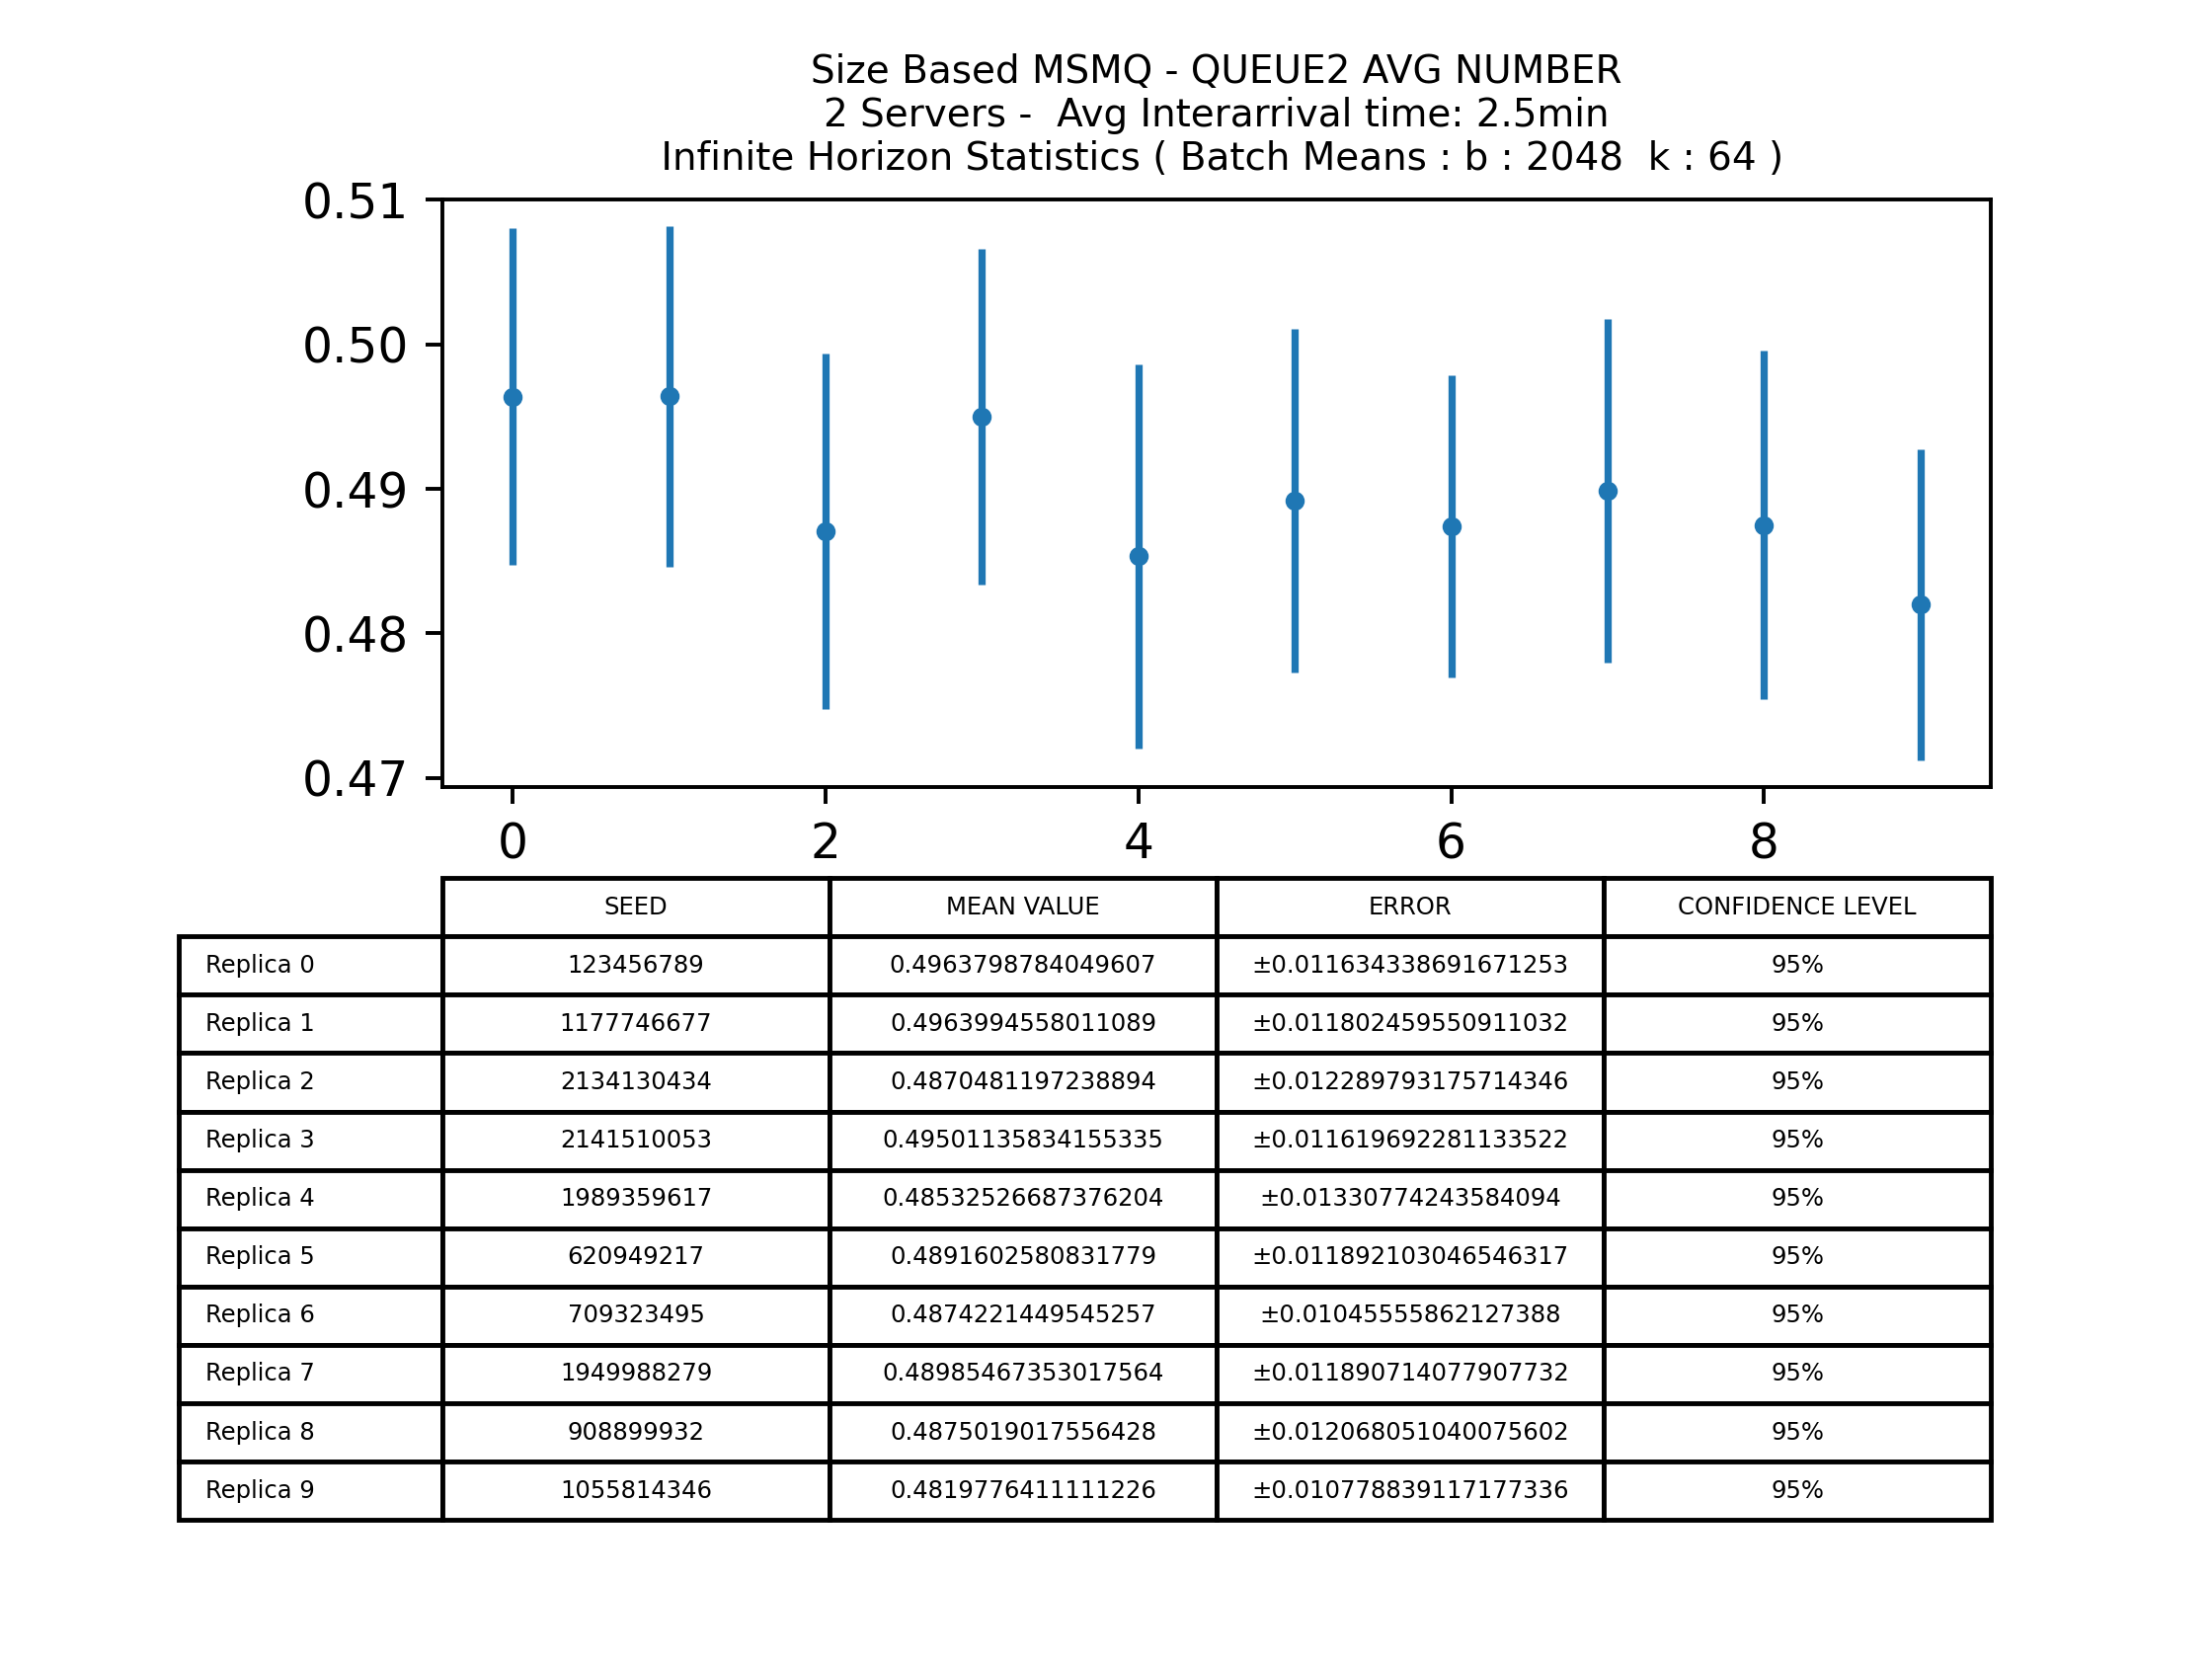 Size Based MSMQ - QUEUE2 AVG NUMBER
2 Servers -  Avg Interarrival time: 2.5min
Infinite Horizon Statistics ( Batch Means : b : 2048  k : 64 )
0.51
0.50
0.49
0.48
0.47
0 2 4 6 8
SEED MEAN VALUE ERROR CONFIDENCE LEVEL
Replica 0 123456789 0.4963798784049607 ±0.011634338691671253 95%
Replica 1 1177746677 0.4963994558011089 ±0.011802459550911032 95%
Replica 2 2134130434 0.4870481197238894 ±0.012289793175714346 95%
Replica 3 2141510053 0.49501135834155335 ±0.011619692281133522 95%
Replica 4 1989359617 0.48532526687376204 ±0.01330774243584094 95%
Replica 5 620949217 0.4891602580831779 ±0.011892103046546317 95%
Replica 6 709323495 0.4874221449545257 ±0.01045555862127388 95%
Replica 7 1949988279 0.48985467353017564 ±0.011890714077907732 95%
Replica 8 908899932 0.4875019017556428 ±0.012068051040075602 95%
Replica 9 1055814346 0.4819776411111226 ±0.010778839117177336 95%